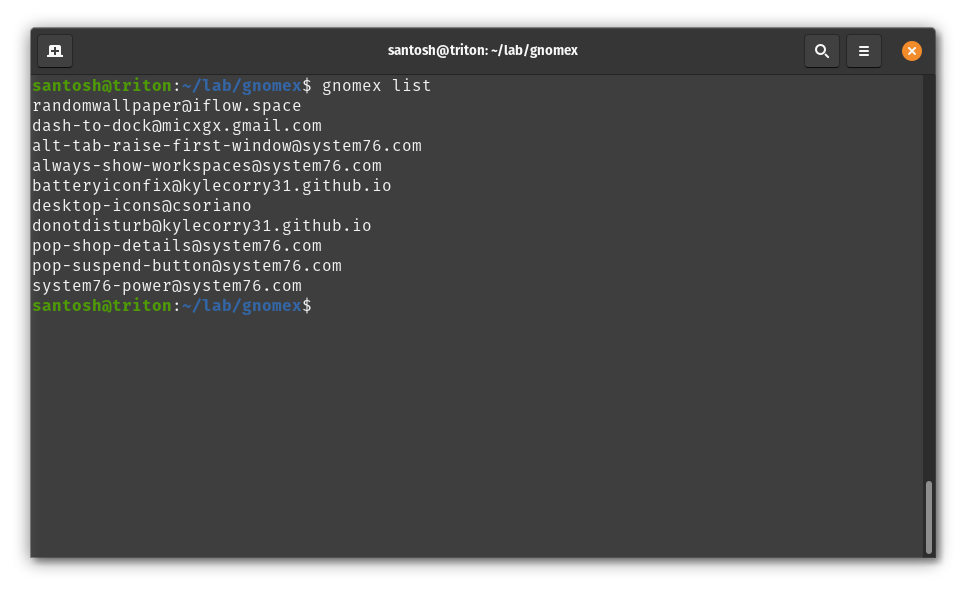 santosh@triton: ~/lab/gnomex
santosh@triton:~/lab/gnomex$ gnomex list
randomwallpaper@iflow.space
dash-to-dock@micxgx.gmail.com
alt-tab-raise-first-window@system76.com
always-show-workspaces@system76.com
batteryiconfix@kylecorry31.github.io
desktop-icons@csoriano
donotdisturb@kylecorry31.github.io
pop-shop-details@system76.com
pop-suspend-button@system76.com
system76-power@system76.com
santosh@triton:~/lab/gnomex$